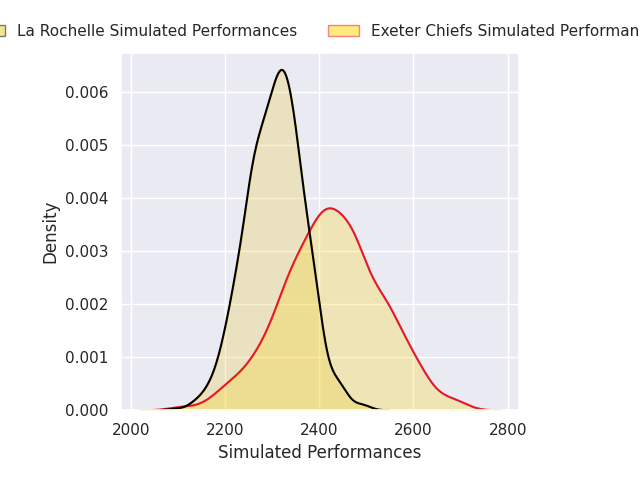 La Rochelle Simulated Performances
Exeter Chiefs Simulated
0.006
0.005
0.004
0.003
0.002
0.001
0.000
Density
2000 2200 2400 2600 2800
Simulated Performances